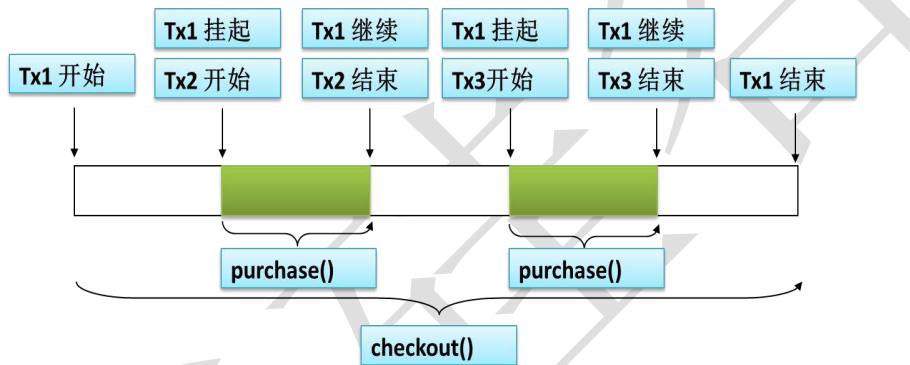 Tx1 挂起
Tx1 继续
Tx1 挂起
Tx1 继续
Tx1 开始
Tx2 开始
Tx2 结束
Tx3开始
Tx3 结束
Tx1 结束
purchase()
purchase()
checkout()